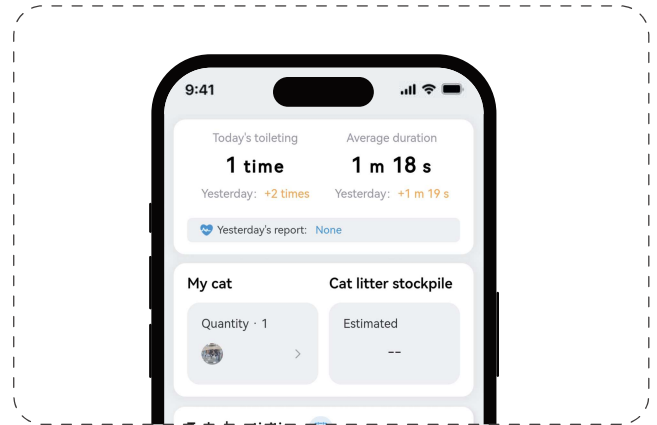 9:41
Today's toileting
Average duration
1 time
1 m 18 s
Yesterday: +2 times
Yesterday: +1 m 19 s
Yesterday's report: None
My cat
Cat litter stockpile
Quantity · 1
Estimated
--